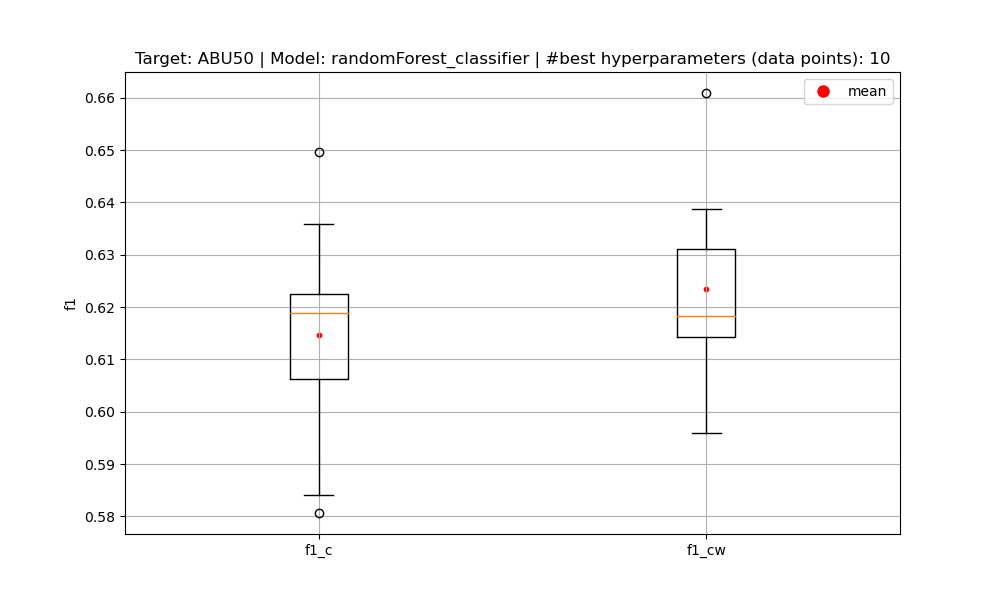 Target: ABU50 | Model: randomForest_classifier | #best hyperparameters (data points): 10
mean
0.66
0.65
0.64
0.63
0.62
0.61
0.60
0.59
0.58
f1
f1_c
f1_cw